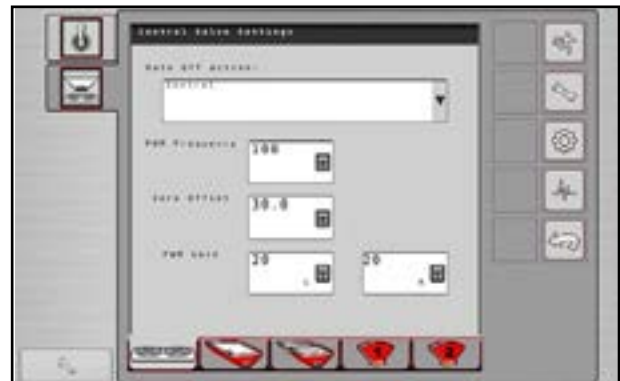 Control Valve Settings
Rate Off Action:
Control
PWM Frequency
100
Zero Offset
30.0
PWM Gain
20
20